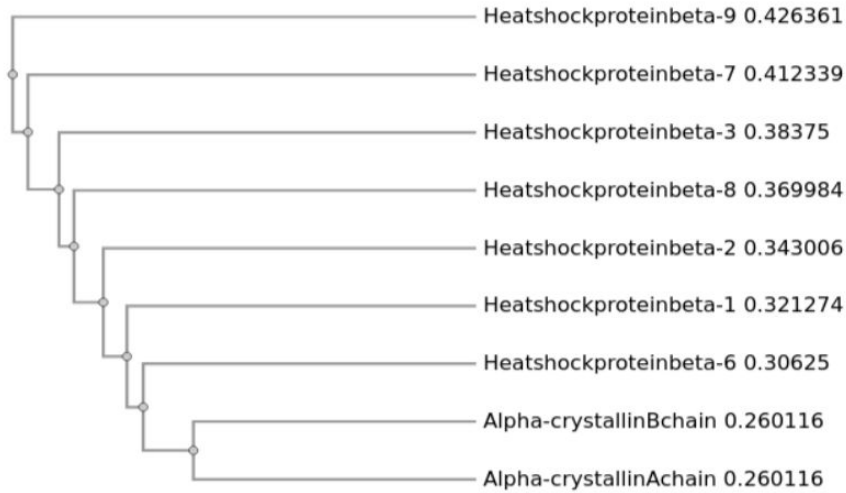 Heatshockproteinbeta-9 0.426361
Heatshockproteinbeta-7 0.412339
Heatshockproteinbeta-3 0.38375
Heatshockproteinbeta-8 0.369984
Heatshockproteinbeta-2 0.343006
Heatshockproteinbeta-1 0.321274
Heatshockproteinbeta-6 0.30625
Alpha-crystallinBchain 0.260116
Alpha-crystallinAchain 0.260116